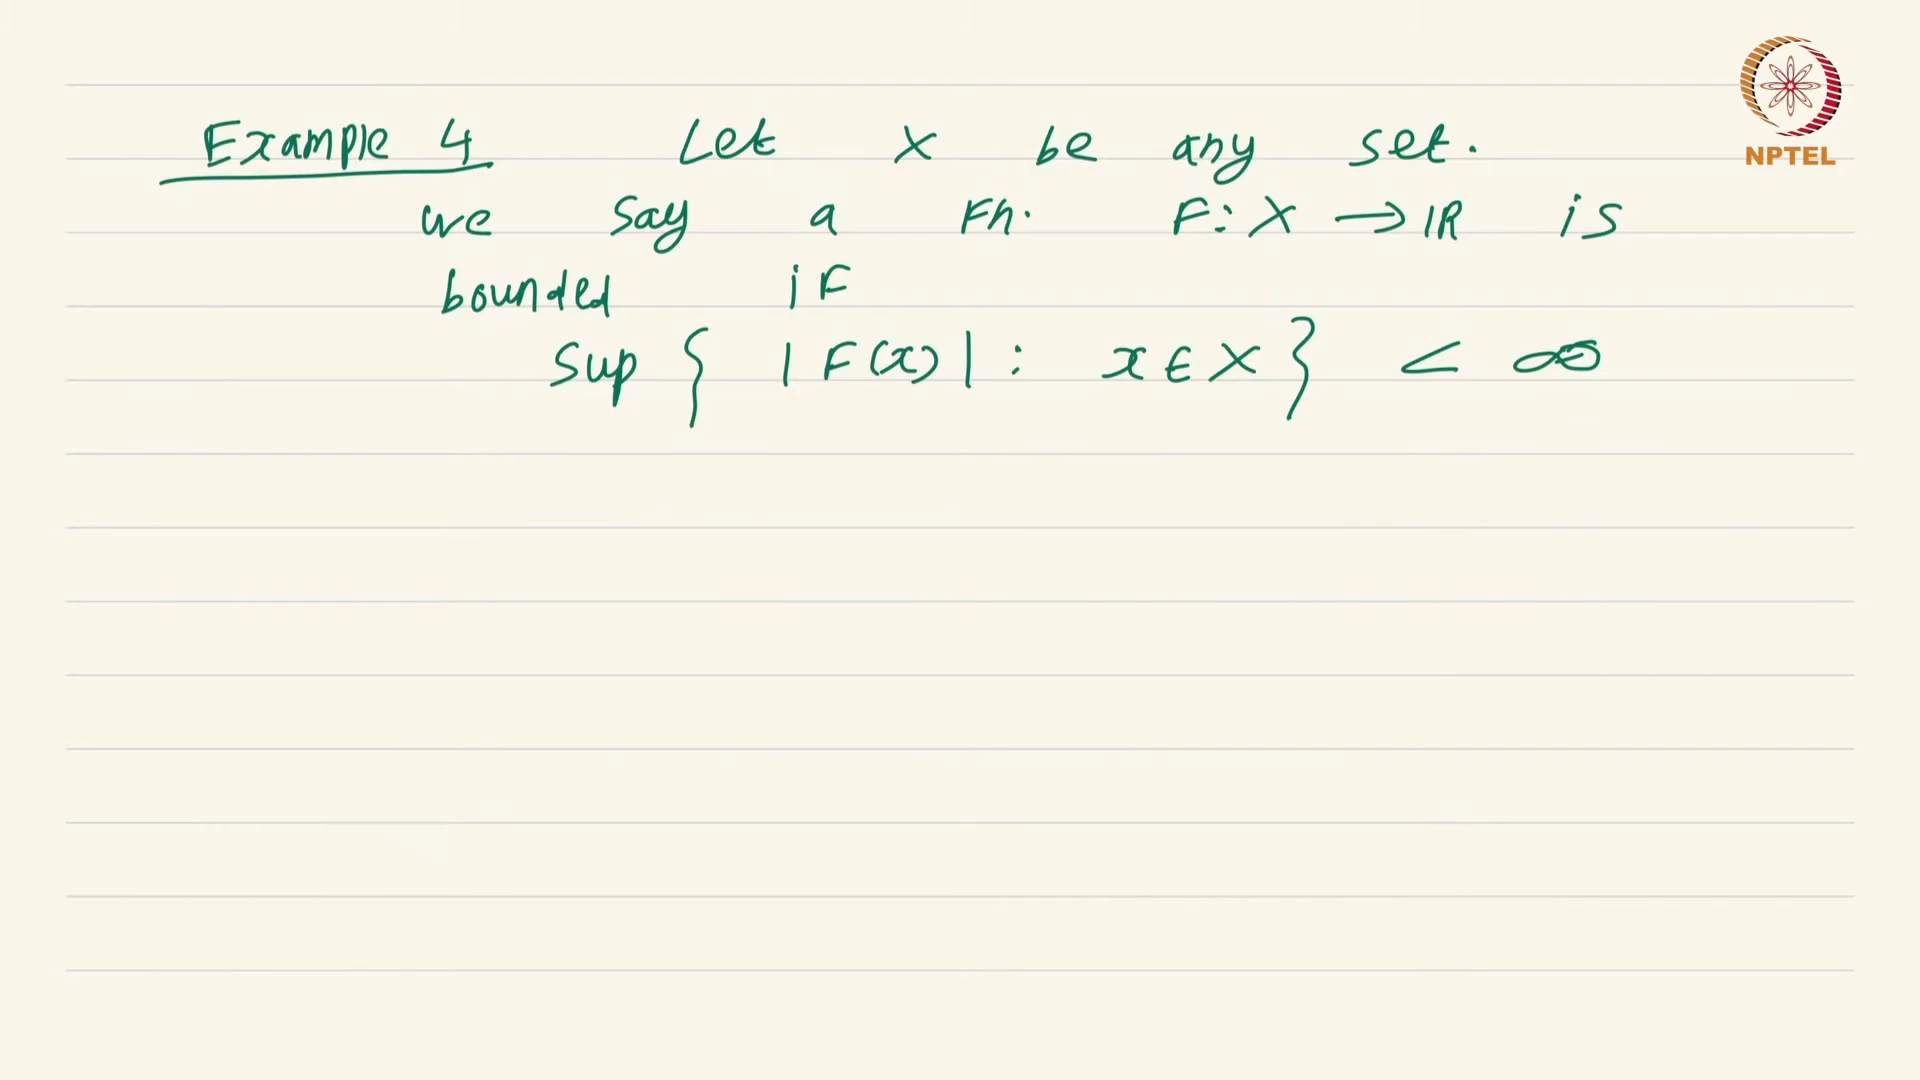 Example 4 Let X be any set.
NPTEL
we say a Fn. F: X → ℝ is
bounded if
Sup { | F(x) | : x ∈ X } < ∞